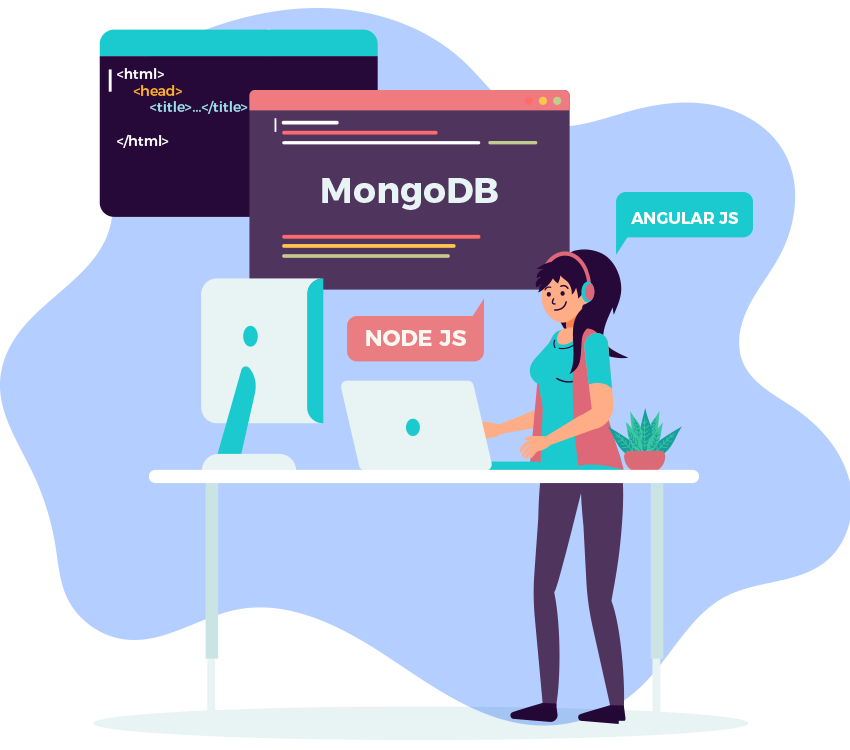 <html>
<head>
<title>...</title>
</html>
MongoDB
ANGULAR JS
NODE JS